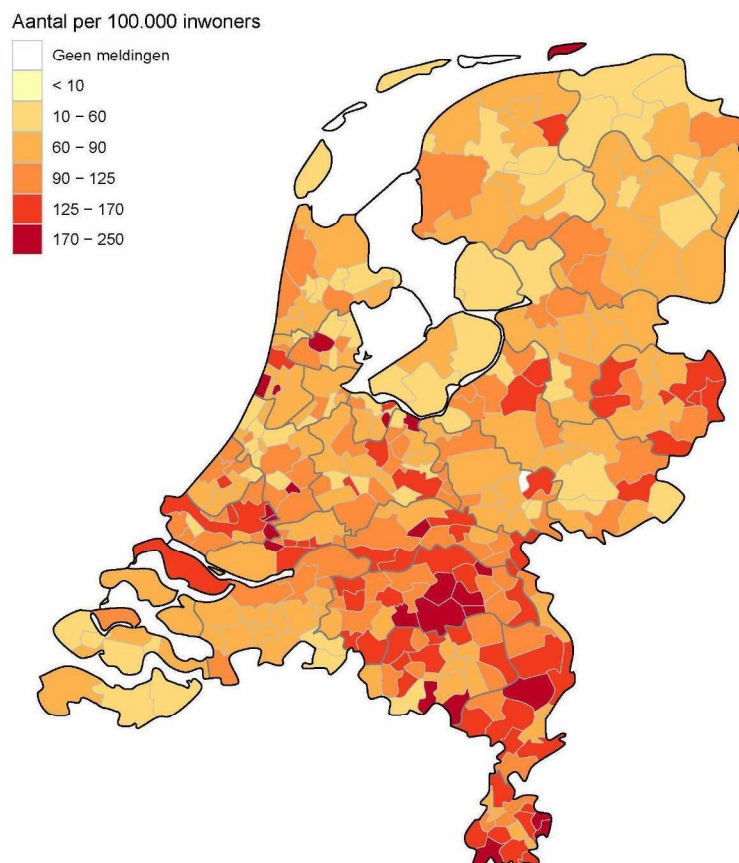 Aantal per 100.000 inwoners
Geen meldingen
< 10
10 – 60
60 – 90
90 – 125
125 – 170
170 – 250